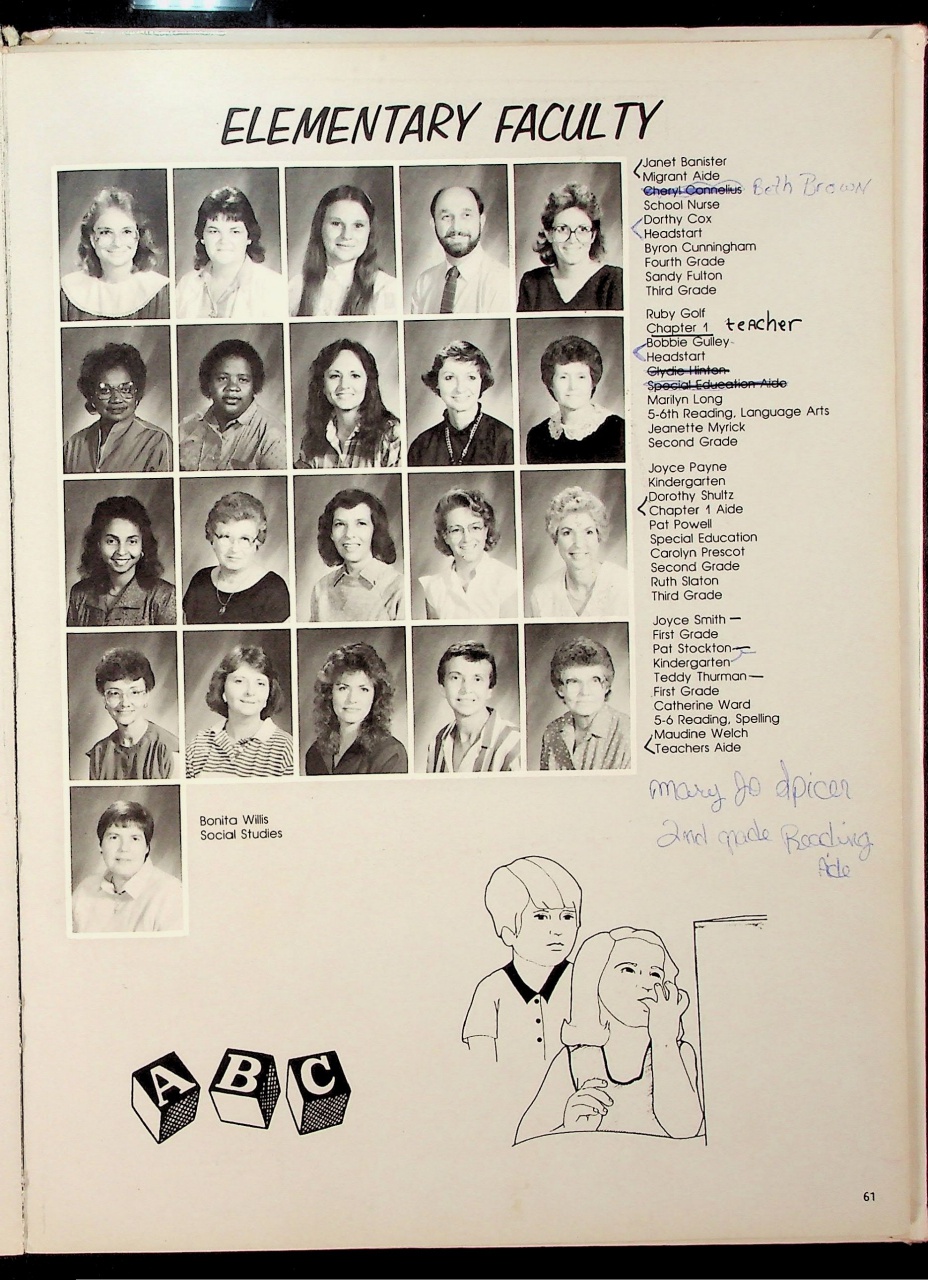 ELEMENTARY FACULTY
Janet Banister
Migrant Aide
Cheryl Connelius Beth Brown
School Nurse
Dorthy Cox
Headstart
Byron Cunningham
Fourth Grade
Sandy Fulton
Third Grade
Ruby Golf
Chapter 1 teacher
Bobbie Gulley
Headstart
Clydie Hinton
Special Education Aide
Marilyn Long
5-6th Reading, Language Arts
Jeanette Myrick
Second Grade
Joyce Payne
Kindergarten
Dorothy Shultz
Chapter 1 Aide
Pat Powell
Special Education
Carolyn Prescot
Second Grade
Ruth Slaton
Third Grade
Joyce Smith —
First Grade
Pat Stockton —
Kindergarten
Teddy Thurman —
First Grade
Catherine Ward
5-6 Reading, Spelling
Maudine Welch
Teachers Aide
Mary Jo Spicer
2nd grade Reading
Aide
Bonita Willis
Social Studies
A B C
61